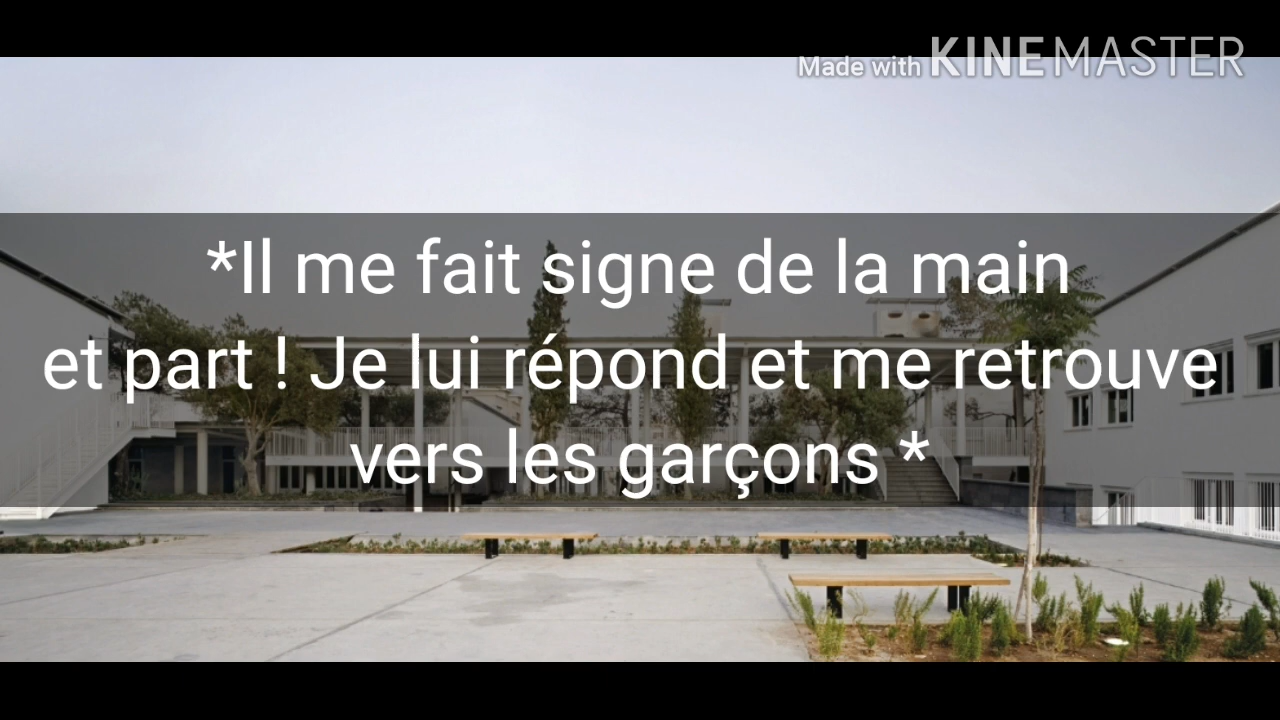 Made with KINEMASTER
*Il me fait signe de la main
et part ! Je lui répond et me retrouve
vers les garçons *